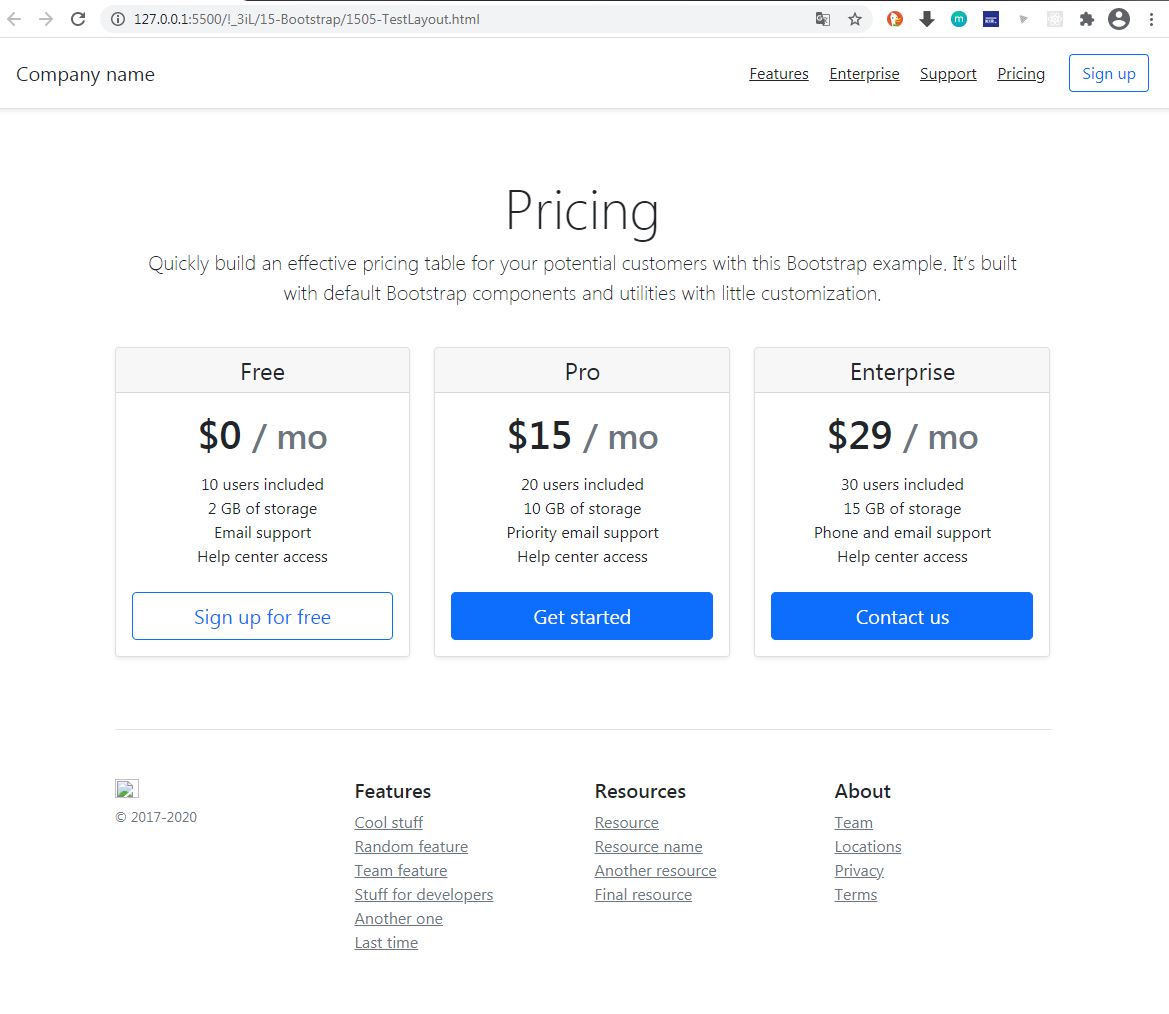 127.0.0.1:5500/!_3iL/15-Bootstrap/1505-TestLayout.html
Company name
Features Enterprise Support Pricing Sign up
Pricing
Quickly build an effective pricing table for your potential customers with this Bootstrap example. It's built
with default Bootstrap components and utilities with little customization.
Free
$0 / mo
10 users included
2 GB of storage
Email support
Help center access
Sign up for free
Pro
$15 / mo
20 users included
10 GB of storage
Priority email support
Help center access
Get started
Enterprise
$29 / mo
30 users included
15 GB of storage
Phone and email support
Help center access
Contact us
© 2017-2020
Features
Cool stuff
Random feature
Team feature
Stuff for developers
Another one
Last time
Resources
Resource
Resource name
Another resource
Final resource
About
Team
Locations
Privacy
Terms